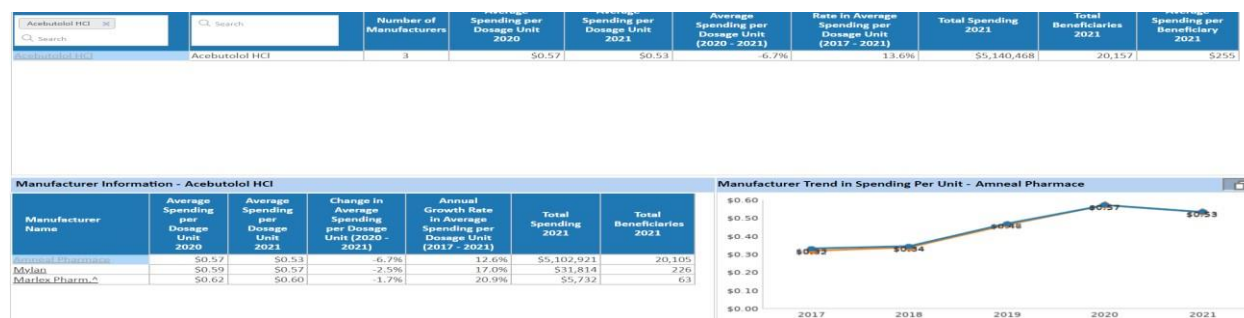 Acebutolol HCl ×
Search
Search
Number of
Manufacturers
Average
Spending per
Dosage Unit
2020
Average
Spending per
Dosage Unit
2021
Average
Spending per
Dosage Unit
(2020 - 2021)
Rate in Average
Spending per
Dosage Unit
(2017 - 2021)
Total Spending
2021
Total
Beneficiaries
2021
Average
Spending per
Beneficiary
2021
Acebutolol HCl Acebutolol HCl 3 $0.57 $0.53 -6.7% 13.6% $5,140,468 20,157 $255
Manufacturer Information - Acebutolol HCl
Manufacturer
Name
Average
Spending
per
Dosage
Unit
2020
Average
Spending
per
Dosage
Unit
2021
Change in
Average
Spending
per Dosage
Unit (2020 -
2021)
Annual
Growth Rate
in Average
Spending per
Dosage Unit
(2017 - 2021)
Total
Spending
2021
Total
Beneficiaries
2021
Amneal Pharmace $0.57 $0.53 -6.7% 12.6% $5,102,921 20,105
Mylan $0.59 $0.57 -2.5% 17.0% $31,814 226
Marlex Pharm.^ $0.62 $0.60 -1.7% 20.9% $5,732 63
Manufacturer Trend in Spending Per Unit - Amneal Pharmace
$0.60
$0.50
$0.40
$0.30
$0.20
$0.10
$0.00
$0.34
$0.57
$0.53
2017 2018 2019 2020 2021